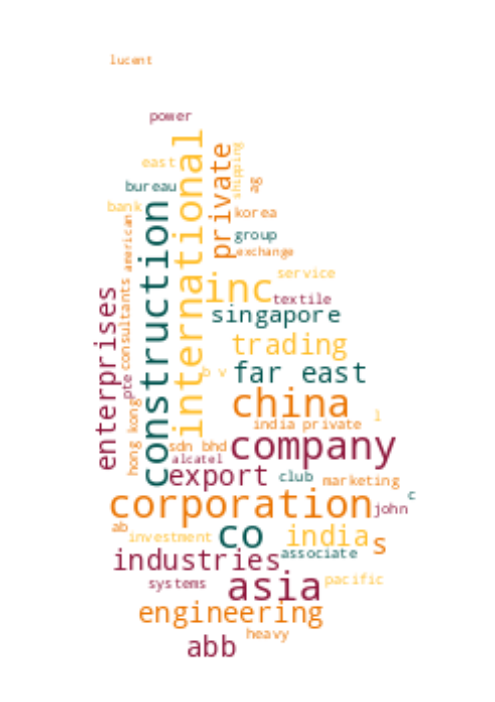 lucent
power
international
private
shipping
east
ag
bureau
bank
construction
korea
american
group
exchange
service
inc
consultants
textile
enterprises
singapore
trading
b v
far east
pte
china
hong kong
l
india private
sdn bhd
company
alcatel
export
club
marketing
corporation
c
john
ab
co
investment
india
s
industries
associate
systems
asia
pacific
engineering
heavy
abb